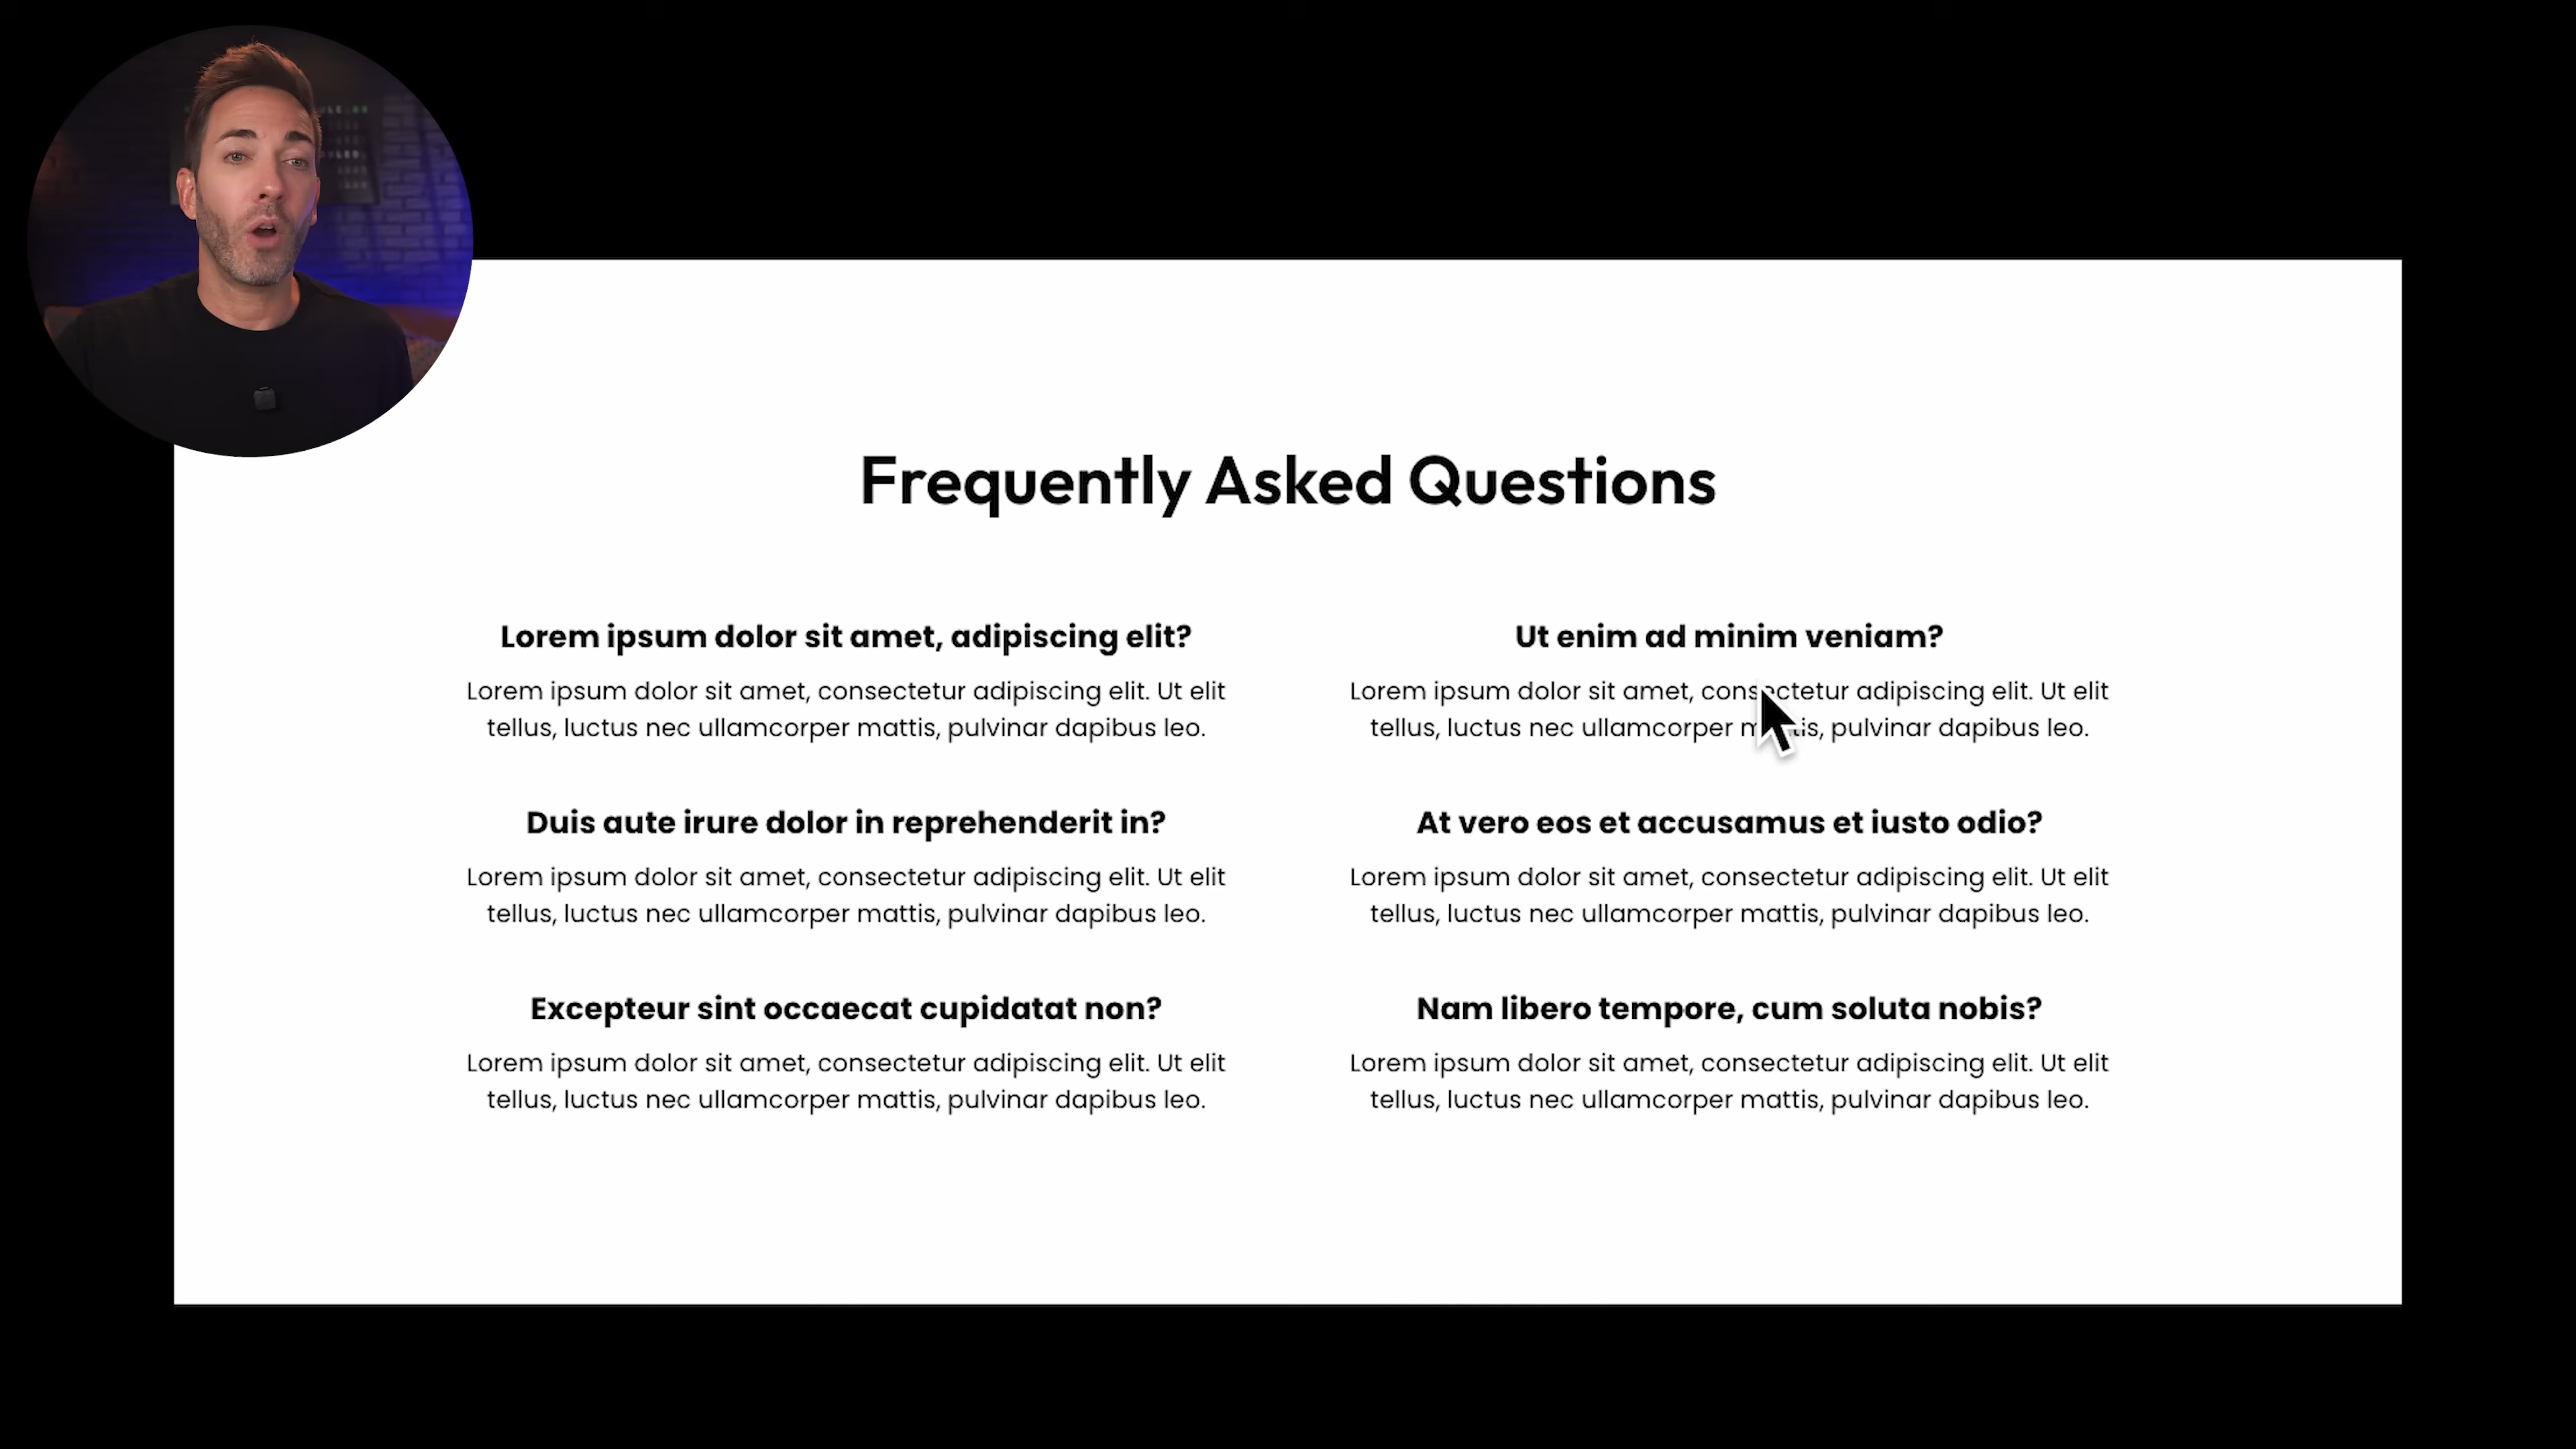 Frequently Asked Questions
Lorem ipsum dolor sit amet, adipiscing elit?
Lorem ipsum dolor sit amet, consectetur adipiscing elit. Ut elit
tellus, luctus nec ullamcorper mattis, pulvinar dapibus leo.
Ut enim ad minim veniam?
Lorem ipsum dolor sit amet, consectetur adipiscing elit. Ut elit
tellus, luctus nec ullamcorper mattis, pulvinar dapibus leo.
Duis aute irure dolor in reprehenderit in?
Lorem ipsum dolor sit amet, consectetur adipiscing elit. Ut elit
tellus, luctus nec ullamcorper mattis, pulvinar dapibus leo.
At vero eos et accusamus et iusto odio?
Lorem ipsum dolor sit amet, consectetur adipiscing elit. Ut elit
tellus, luctus nec ullamcorper mattis, pulvinar dapibus leo.
Excepteur sint occaecat cupidatat non?
Lorem ipsum dolor sit amet, consectetur adipiscing elit. Ut elit
tellus, luctus nec ullamcorper mattis, pulvinar dapibus leo.
Nam libero tempore, cum soluta nobis?
Lorem ipsum dolor sit amet, consectetur adipiscing elit. Ut elit
tellus, luctus nec ullamcorper mattis, pulvinar dapibus leo.